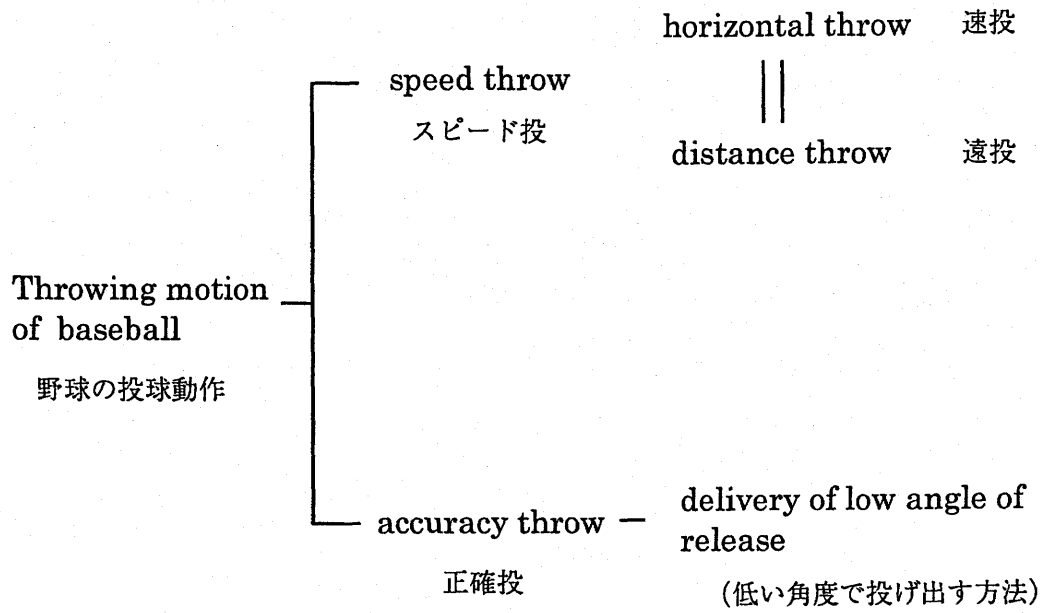 horizontal throw 速投
speed throw
スピード投
distance throw 遠投
Throwing motion
of baseball
野球の投球動作
accuracy throw
正確投
delivery of low angle of
release
(低い角度で投げ出す方法)